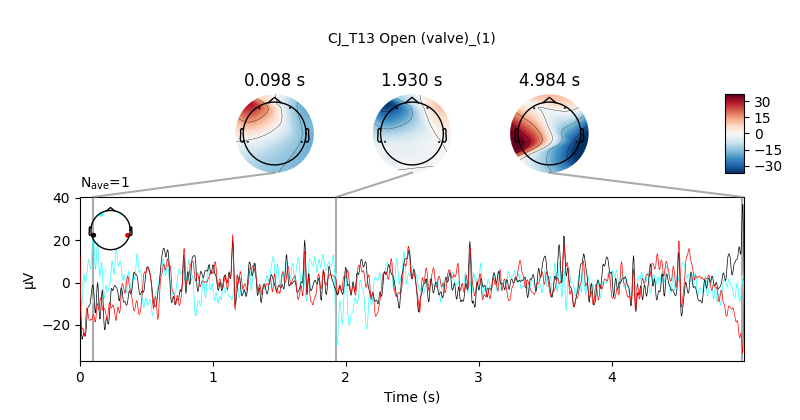 CJ_T13 Open (valve)_(1)
0.098 s 1.930 s 4.984 s
30
15
0
−15
−30
Nave=1
40
20
0
−20
µV
0 1 2 3 4
Time (s)